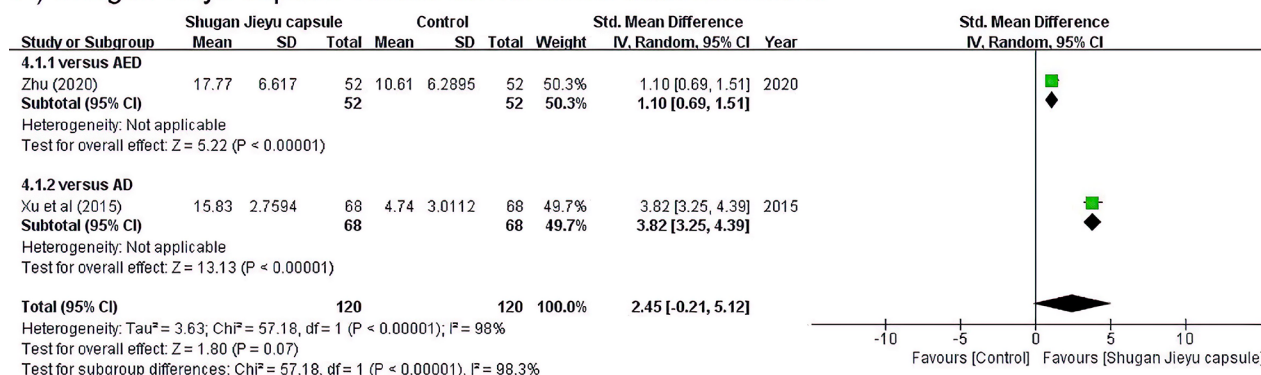 Shugan Jieyu capsule Control Std. Mean Difference Std. Mean Difference
Study or Subgroup Mean SD Total Mean SD Total Weight IV, Random, 95% CI Year IV, Random, 95% CI
4.1.1 versus AED
Zhu (2020) 17.77 6.617 52 10.61 6.2895 52 50.3% 1.10 [0.69, 1.51] 2020
Subtotal (95% CI) 52 52 50.3% 1.10 [0.69, 1.51]
Heterogeneity: Not applicable
Test for overall effect: Z = 5.22 (P < 0.00001)
4.1.2 versus AD
Xu et al (2015) 15.83 2.7594 68 4.74 3.0112 68 49.7% 3.82 [3.25, 4.39] 2015
Subtotal (95% CI) 68 68 49.7% 3.82 [3.25, 4.39]
Heterogeneity: Not applicable
Test for overall effect: Z = 13.13 (P < 0.00001)
Total (95% CI) 120 120 100.0% 2.45 [-0.21, 5.12]
Heterogeneity: Tau² = 3.63; Chi² = 57.18, df = 1 (P < 0.00001); I² = 98%
Test for overall effect: Z = 1.80 (P = 0.07)
Test for subgroup differences: Chi² = 57.18, df = 1 (P < 0.00001), I² = 98.3%
-10 -5 0 5 10
Favours [Control] Favours [Shugan Jieyu capsule]